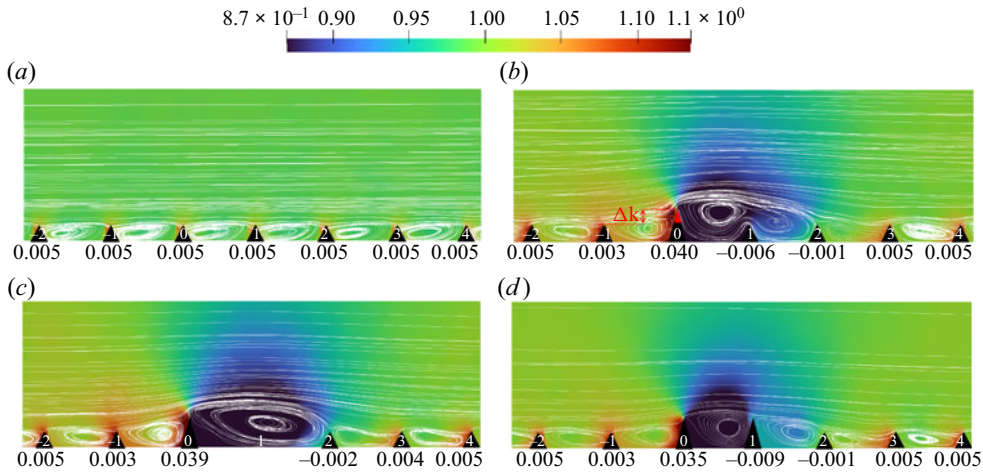 8.7 × 10⁻¹ 0.90 0.95 1.00 1.05 1.10 1.1 × 10⁰
(a)
−2 −1 0 1 2 3 4
0.005 0.005 0.005 0.005 0.005 0.005 0.005
(b)
Δk
−2 −1 0 1 2 3 4
0.005 0.003 0.040 −0.006 −0.001 0.005 0.005
(c)
−2 −1 0 1 2 3 4
0.005 0.003 0.039 −0.002 0.004 0.005
(d)
−2 −1 0 1 2 3 4
0.005 0.003 0.035 −0.009 −0.001 0.005 0.005